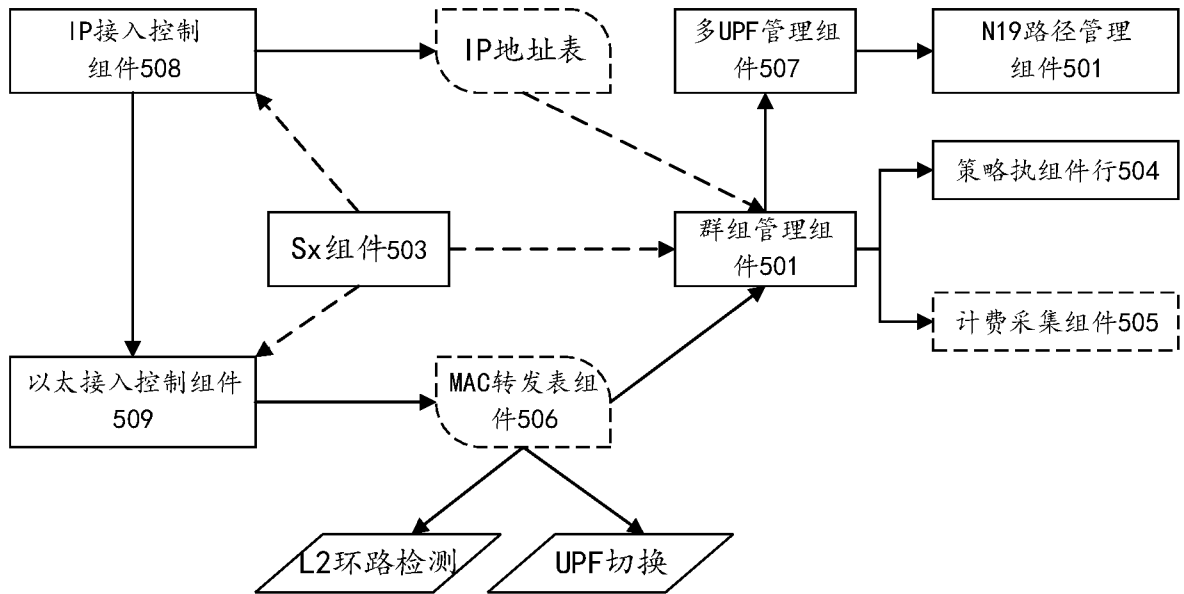 IP接入控制
组件508
IP地址表
多UPF管理组
件507
N19路径管理
组件501
策略执组件行504
Sx组件503
群组管理组
件501
计费采集组件505
以太接入控制组件
509
MAC转发表组
件506
L2环路检测
UPF切换